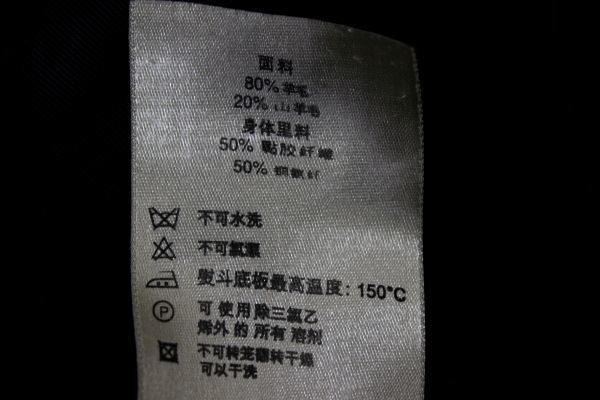 面料
80% 羊毛
20% 山羊毛
身体里料
50% 黏胶纤维
50% 铜氨纤
不可水洗
不可氯漂
熨斗底板最高温度: 150°C
P
可使用除三氯乙
烯外的所有溶剂
不可转笼翻转干燥
可以干洗